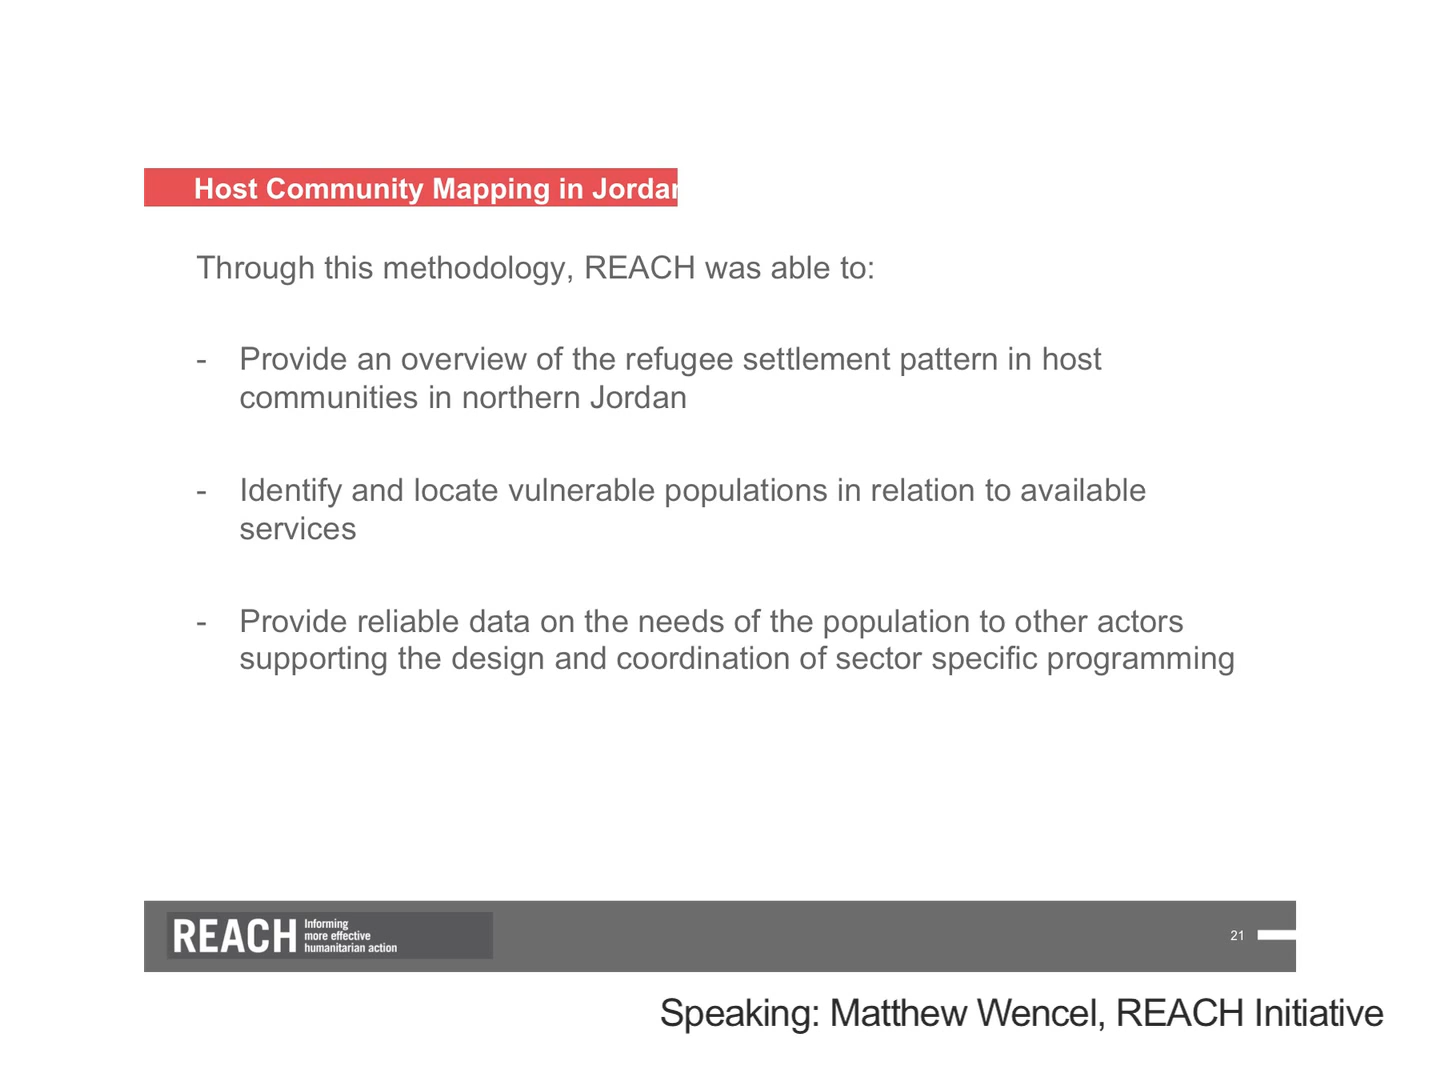 Host Community Mapping in Jordan
Through this methodology, REACH was able to:
- Provide an overview of the refugee settlement pattern in host
communities in northern Jordan
- Identify and locate vulnerable populations in relation to available
services
- Provide reliable data on the needs of the population to other actors
supporting the design and coordination of sector specific programming
REACH
Informing
more effective
humanitarian action
21
Speaking: Matthew Wencel, REACH Initiative